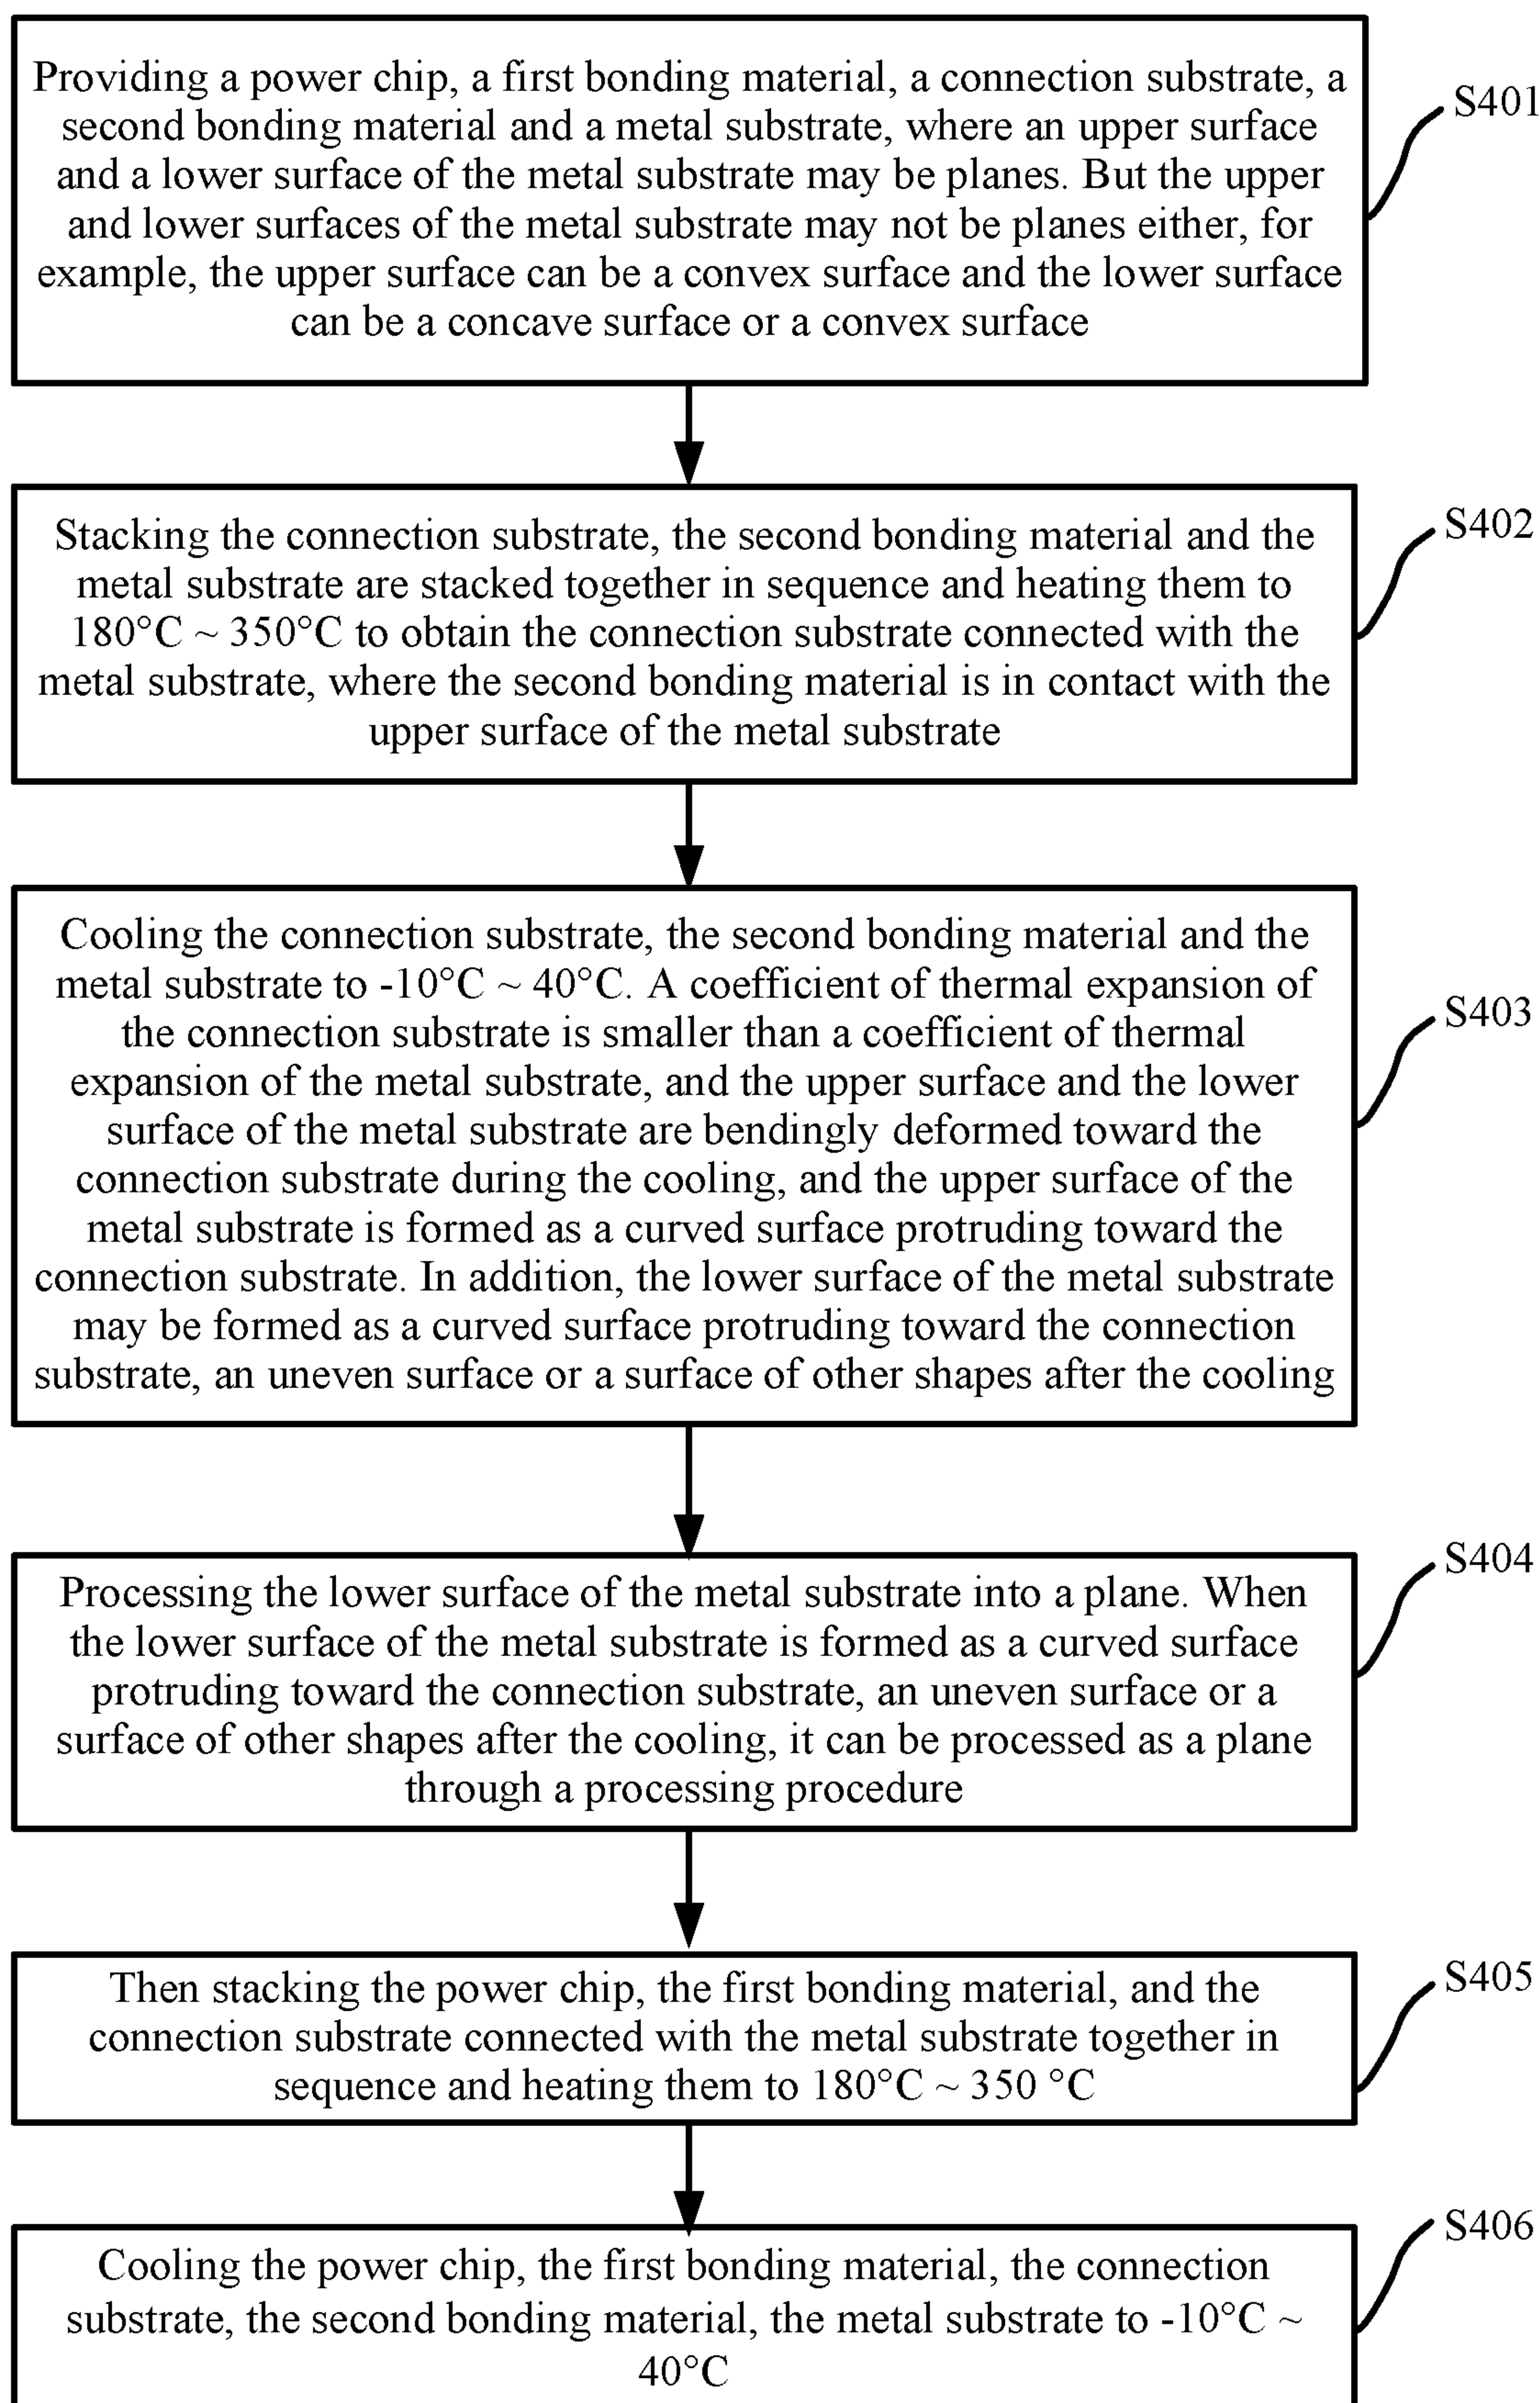 Providing a power chip, a first bonding material, a connection substrate, a
second bonding material and a metal substrate, where an upper surface
and a lower surface of the metal substrate may be planes. But the upper
and lower surfaces of the metal substrate may not be planes either, for
example, the upper surface can be a convex surface and the lower surface
can be a concave surface or a convex surface
S401
Stacking the connection substrate, the second bonding material and the
metal substrate are stacked together in sequence and heating them to
180°C ~ 350°C to obtain the connection substrate connected with the
metal substrate, where the second bonding material is in contact with the
upper surface of the metal substrate
S402
Cooling the connection substrate, the second bonding material and the
metal substrate to -10°C ~ 40°C. A coefficient of thermal expansion of
the connection substrate is smaller than a coefficient of thermal
expansion of the metal substrate, and the upper surface and the lower
surface of the metal substrate are bendingly deformed toward the
connection substrate during the cooling, and the upper surface of the
metal substrate is formed as a curved surface protruding toward the
connection substrate. In addition, the lower surface of the metal substrate
may be formed as a curved surface protruding toward the connection
substrate, an uneven surface or a surface of other shapes after the cooling
S403
Processing the lower surface of the metal substrate into a plane. When
the lower surface of the metal substrate is formed as a curved surface
protruding toward the connection substrate, an uneven surface or a
surface of other shapes after the cooling, it can be processed as a plane
through a processing procedure
S404
Then stacking the power chip, the first bonding material, and the
connection substrate connected with the metal substrate together in
sequence and heating them to 180°C ~ 350 °C
S405
Cooling the power chip, the first bonding material, the connection
substrate, the second bonding material, the metal substrate to -10°C ~
40°C
S406